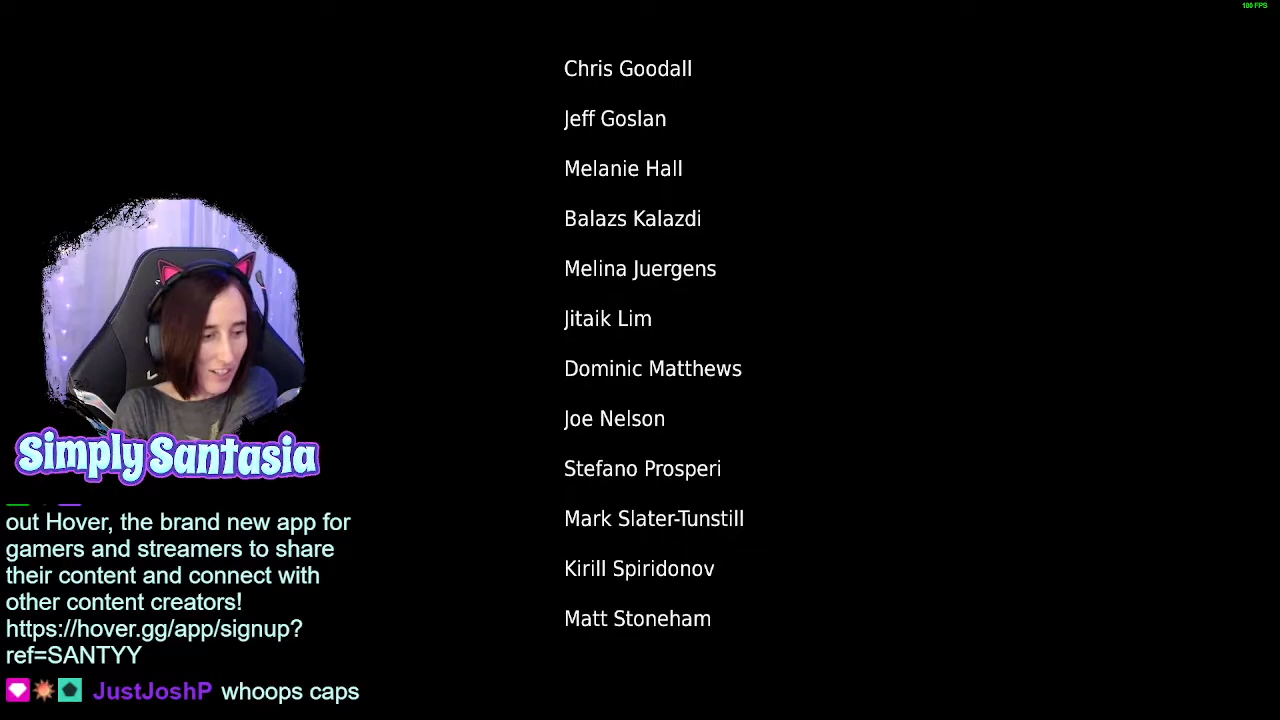 180 FPS
Chris Goodall
Jeff Goslan
Melanie Hall
Balazs Kalazdi
Melina Juergens
Jitaik Lim
Dominic Matthews
Joe Nelson
Stefano Prosperi
Mark Slater-Tunstill
Kirill Spiridonov
Matt Stoneham
Simply Santasia
out Hover, the brand new app for
gamers and streamers to share
their content and connect with
other content creators!
https://hover.gg/app/signup?
ref=SANTYY
JustJoshP whoops caps